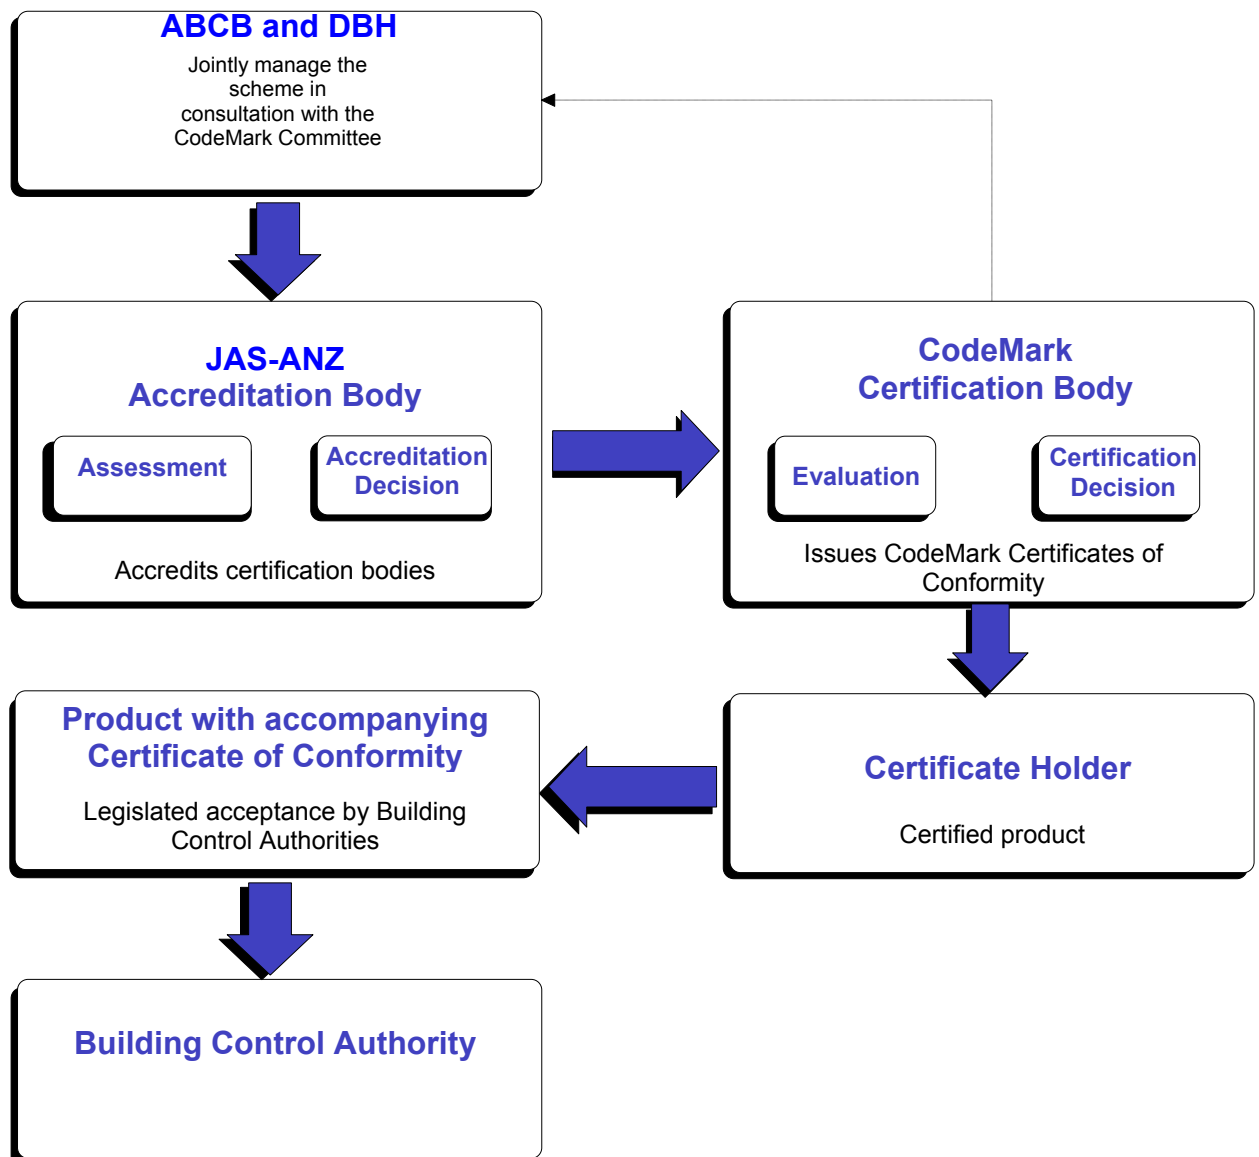 ABCB and DBH
Jointly manage the
scheme in
consultation with the
CodeMark Committee
JAS-ANZ
Accreditation Body
Assessment
Accreditation
Decision
Accredits certification bodies
CodeMark
Certification Body
Evaluation
Certification
Decision
Issues CodeMark Certificates of
Conformity
Product with accompanying
Certificate of Conformity
Legislated acceptance by Building
Control Authorities
Certificate Holder
Certified product
Building Control Authority